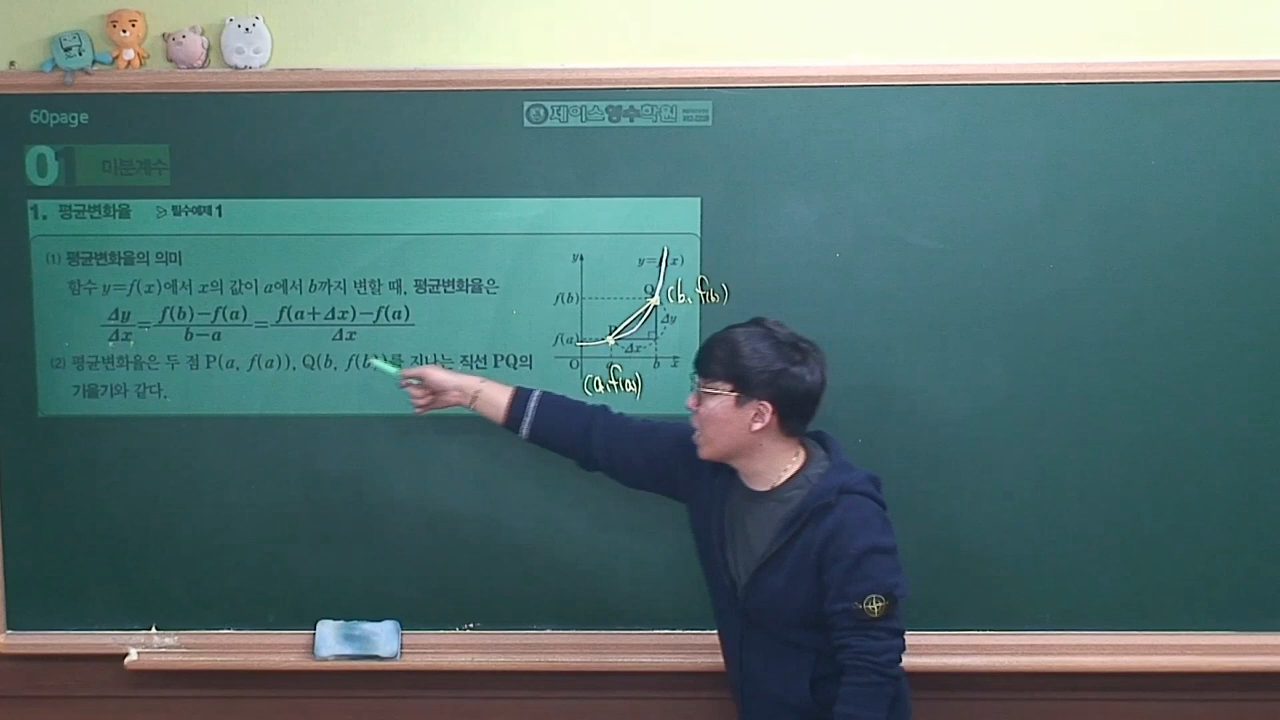 60page
제이스영수학원
01 미분계수
1. 평균변화율 ≫ 필수예제 1
(1) 평균변화율의 의미
함수 y=f(x)에서 x의 값이 a에서 b까지 변할 때, 평균변화율은
Δy/Δx = f(b)−f(a)/b−a = f(a+Δx)−f(a)/Δx
(2) 평균변화율은 두 점 P(a, f(a)), Q(b, f(b))를 지나는 직선 PQ의
기울기와 같다.
y y=f(x)
f(b) Q (b, f(b))
Δy
f(a) P
Δx
O a b x
(a, f(a))